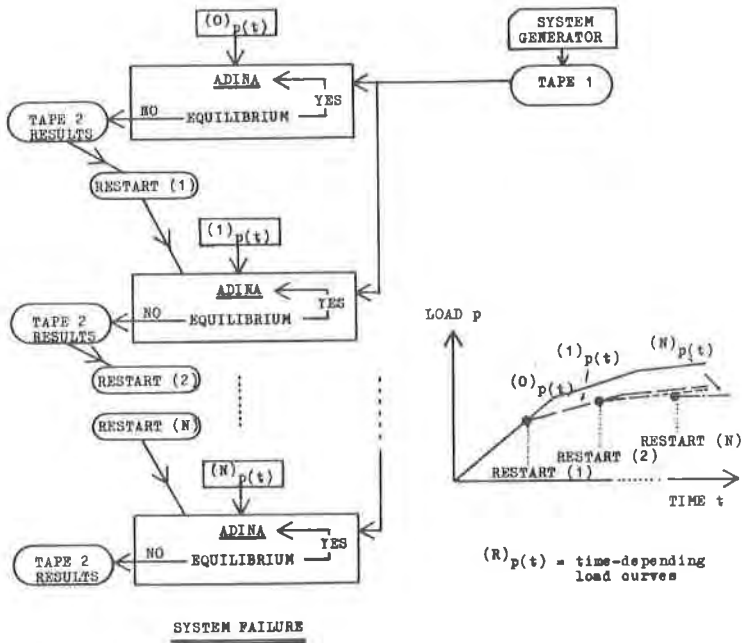 (0)p(t)
SYSTEM
GENERATOR
TAPE 1
ADINA
YES
NO
EQUILIBRIUM
TAPE 2
RESULTS
RESTART (1)
(1)p(t)
ADINA
YES
NO
EQUILIBRIUM
TAPE 2
RESULTS
RESTART (2)
RESTART (N)
(N)p(t)
ADINA
YES
NO
EQUILIBRIUM
TAPE 2
RESULTS
SYSTEM FAILURE
LOAD p
(0)p(t)
(1)p(t)
(N)p(t)
RESTART (N)
RESTART (2)
RESTART (1)
TIME t
(R)p(t) = time-depending
load curves